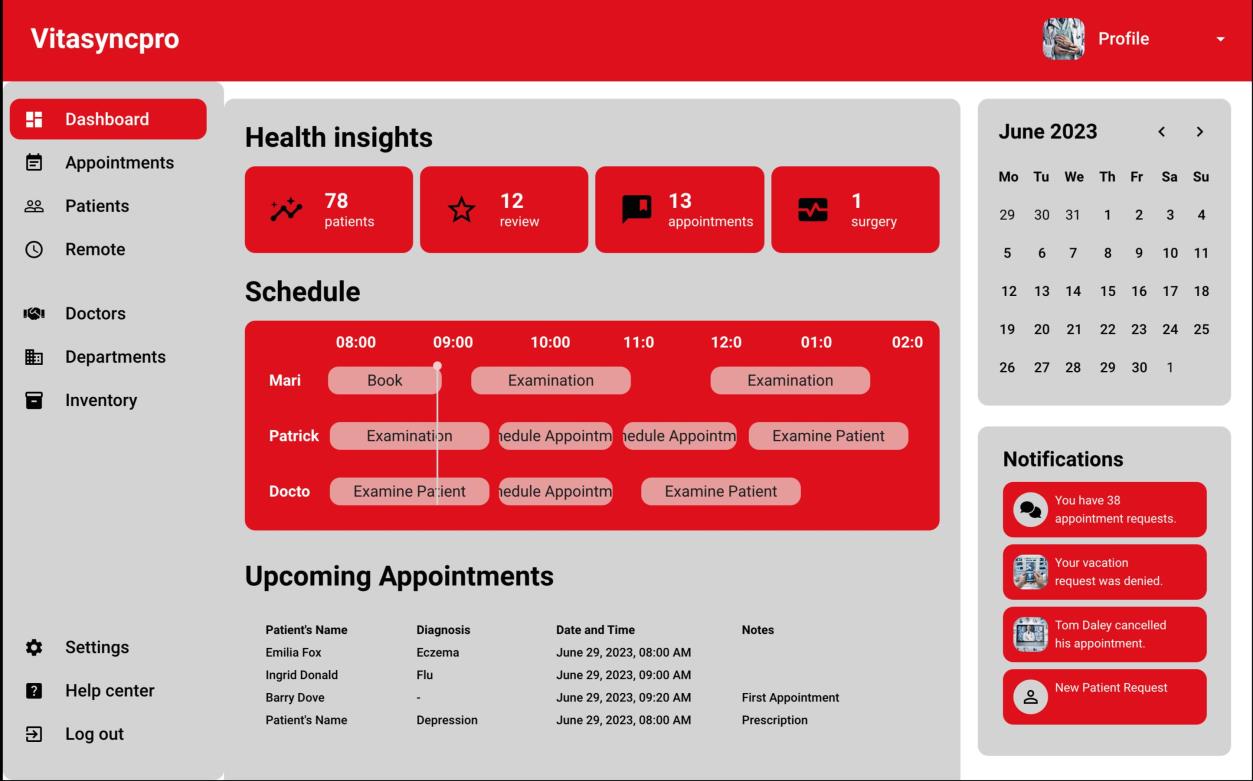 Vitasyncpro
Profile
Dashboard
Appointments
Patients
Remote
Doctors
Departments
Inventory
Settings
Help center
Log out
Health insights
78
patients
12
review
13
appointments
1
surgery
Schedule
08:00 09:00 10:00 11:0 12:0 01:0 02:0
Mari Book Examination Examination
Patrick Examination hedule Appointm hedule Appointm Examine Patient
Docto Examine Patient hedule Appointm Examine Patient
Upcoming Appointments
Patient's Name Diagnosis Date and Time Notes
Emilia Fox Eczema June 29, 2023, 08:00 AM
Ingrid Donald Flu June 29, 2023, 09:00 AM
Barry Dove - June 29, 2023, 09:20 AM First Appointment
Patient's Name Depression June 29, 2023, 08:00 AM Prescription
June 2023
Mo Tu We Th Fr Sa Su
29 30 31 1 2 3 4
5 6 7 8 9 10 11
12 13 14 15 16 17 18
19 20 21 22 23 24 25
26 27 28 29 30 1
Notifications
You have 38
appointment requests.
Your vacation
request was denied.
Tom Daley cancelled
his appointment.
New Patient Request